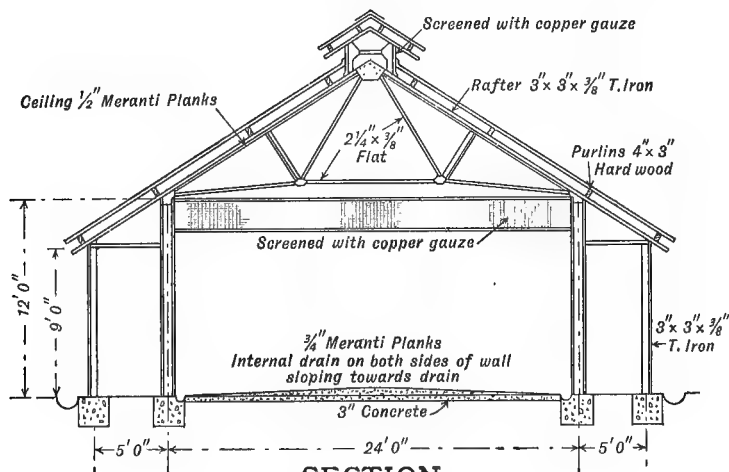 Screened with copper gauze
Ceiling 1/2" Meranti Planks
Rafter 3"x 3"x 3/8" T. Iron
2 1/4" x 3/8"
Flat
Purlins 4"x 3"
Hard wood
Screened with copper gauze
12' 0"
9' 0"
3/4" Meranti Planks
Internal drain on both sides of wall
sloping towards drain
3"x 3"x 3/8"
T. Iron
3" Concrete
5' 0"
24' 0"
5' 0"
SECTION